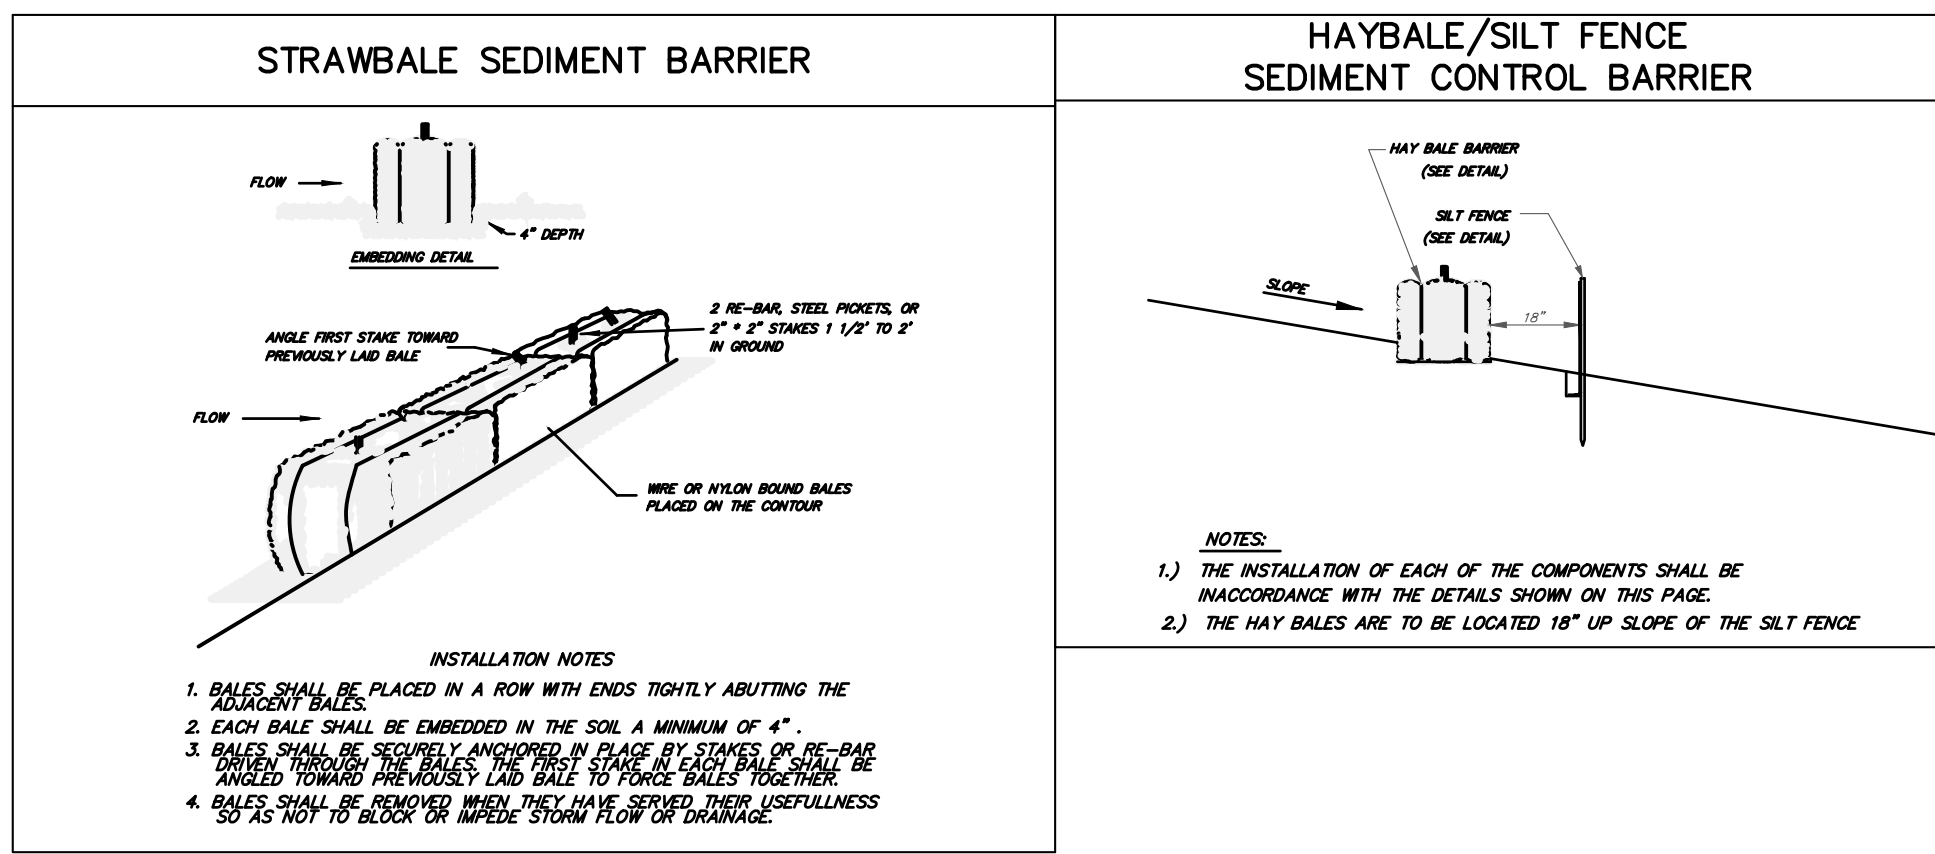 STRAWBALE SEDIMENT BARRIER
FLOW
4" DEPTH
EMBEDDING DETAIL
2 RE-BAR, STEEL PICKETS, OR
2" * 2" STAKES 1 1/2' TO 2'
IN GROUND
ANGLE FIRST STAKE TOWARD
PREVIOUSLY LAID BALE
FLOW
WIRE OR NYLON BOUND BALES
PLACED ON THE CONTOUR
INSTALLATION NOTES
1. BALES SHALL BE PLACED IN A ROW WITH ENDS TIGHTLY ABUTTING THE
ADJACENT BALES.
2. EACH BALE SHALL BE EMBEDDED IN THE SOIL A MINIMUM OF 4" .
3. BALES SHALL BE SECURELY ANCHORED IN PLACE BY STAKES OR RE-BAR
DRIVEN THROUGH THE BALES. THE FIRST STAKE IN EACH BALE SHALL BE
ANGLED TOWARD PREVIOUSLY LAID BALE TO FORCE BALES TOGETHER.
4. BALES SHALL BE REMOVED WHEN THEY HAVE SERVED THEIR USEFULLNESS
SO AS NOT TO BLOCK OR IMPEDE STORM FLOW OR DRAINAGE.
HAYBALE/SILT FENCE
SEDIMENT CONTROL BARRIER
HAY BALE BARRIER
(SEE DETAIL)
SILT FENCE
(SEE DETAIL)
SLOPE
18"
NOTES:
1.) THE INSTALLATION OF EACH OF THE COMPONENTS SHALL BE
INACCORDANCE WITH THE DETAILS SHOWN ON THIS PAGE.
2.) THE HAY BALES ARE TO BE LOCATED 18" UP SLOPE OF THE SILT FENCE